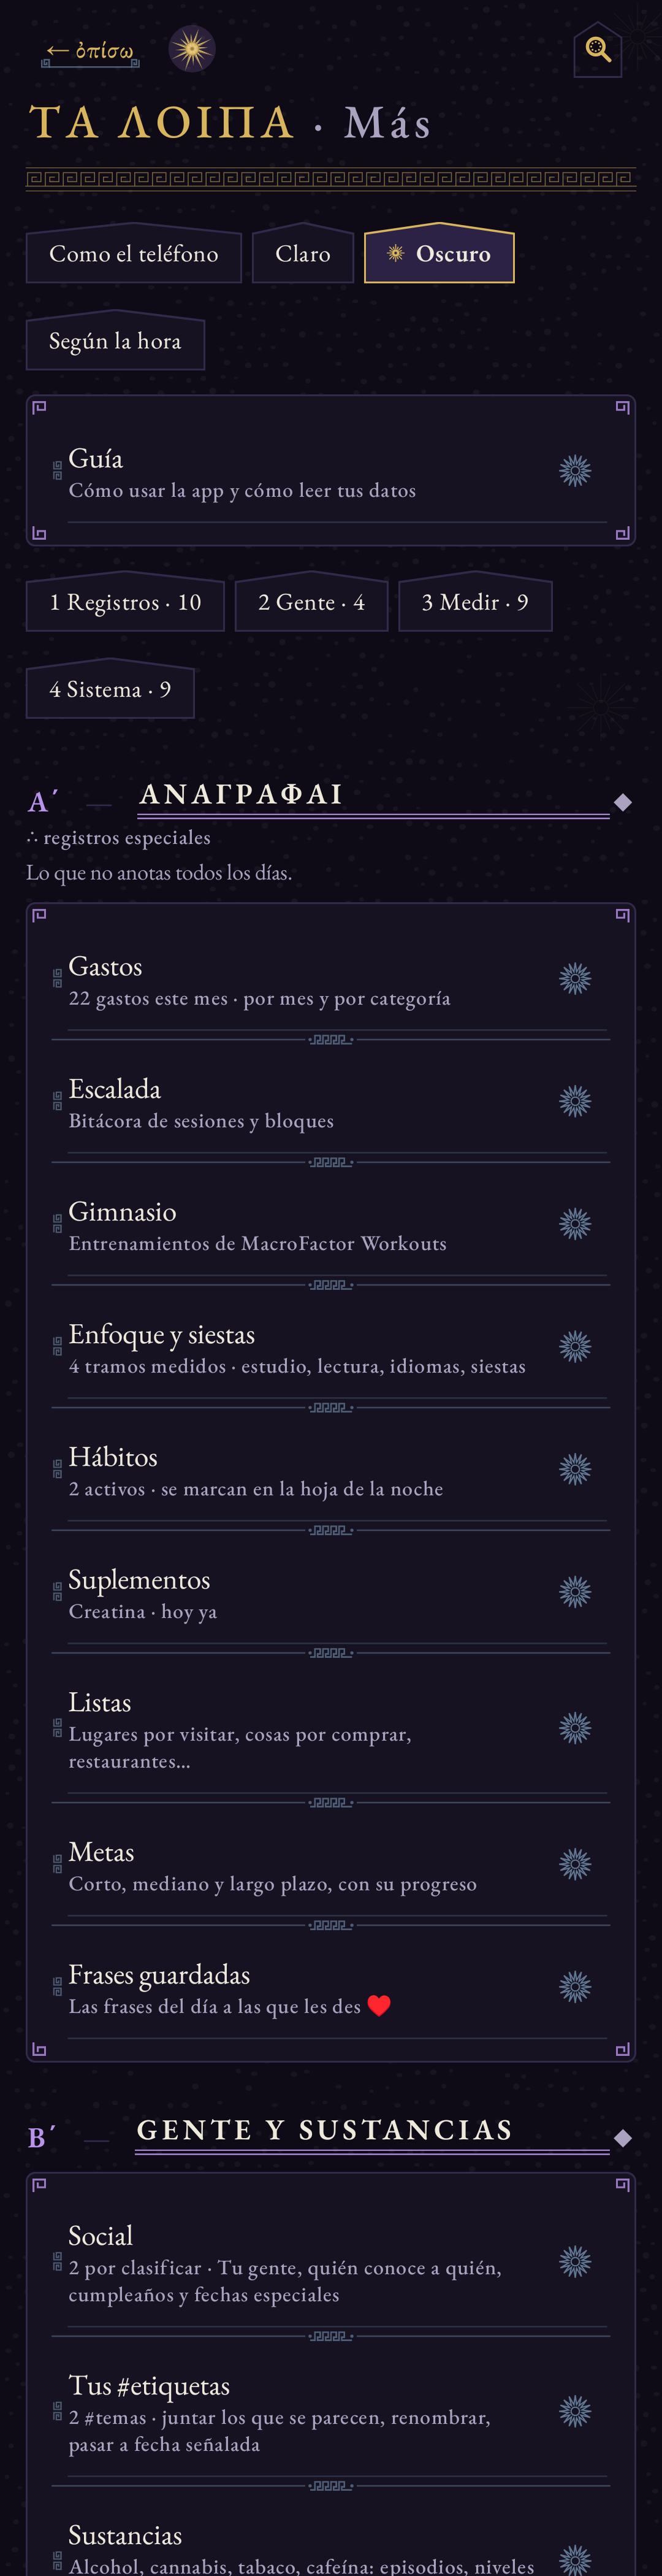 ← ὀπίσω
ΤΑ ΛΟΙΠΑ · Más
Como el teléfono
Claro
Oscuro
Según la hora
Guía
Cómo usar la app y cómo leer tus datos
1 Registros · 10
2 Gente · 4
3 Medir · 9
4 Sistema · 9
Α΄ — ΑΝΑΓΡΑΦΑΙ
∴ registros especiales
Lo que no anotas todos los días.
Gastos
22 gastos este mes · por mes y por categoría
Escalada
Bitácora de sesiones y bloques
Gimnasio
Entrenamientos de MacroFactor Workouts
Enfoque y siestas
4 tramos medidos · estudio, lectura, idiomas, siestas
Hábitos
2 activos · se marcan en la hoja de la noche
Suplementos
Creatina · hoy ya
Listas
Lugares por visitar, cosas por comprar,
restaurantes...
Metas
Corto, mediano y largo plazo, con su progreso
Frases guardadas
Las frases del día a las que les des ♥
Β΄ — GENTE Y SUSTANCIAS
Social
2 por clasificar · Tu gente, quién conoce a quién,
cumpleaños y fechas especiales
Tus #etiquetas
2 #temas · juntar los que se parecen, renombrar,
pasar a fecha señalada
Sustancias
Alcohol, cannabis, tabaco, cafeína: episodios, niveles